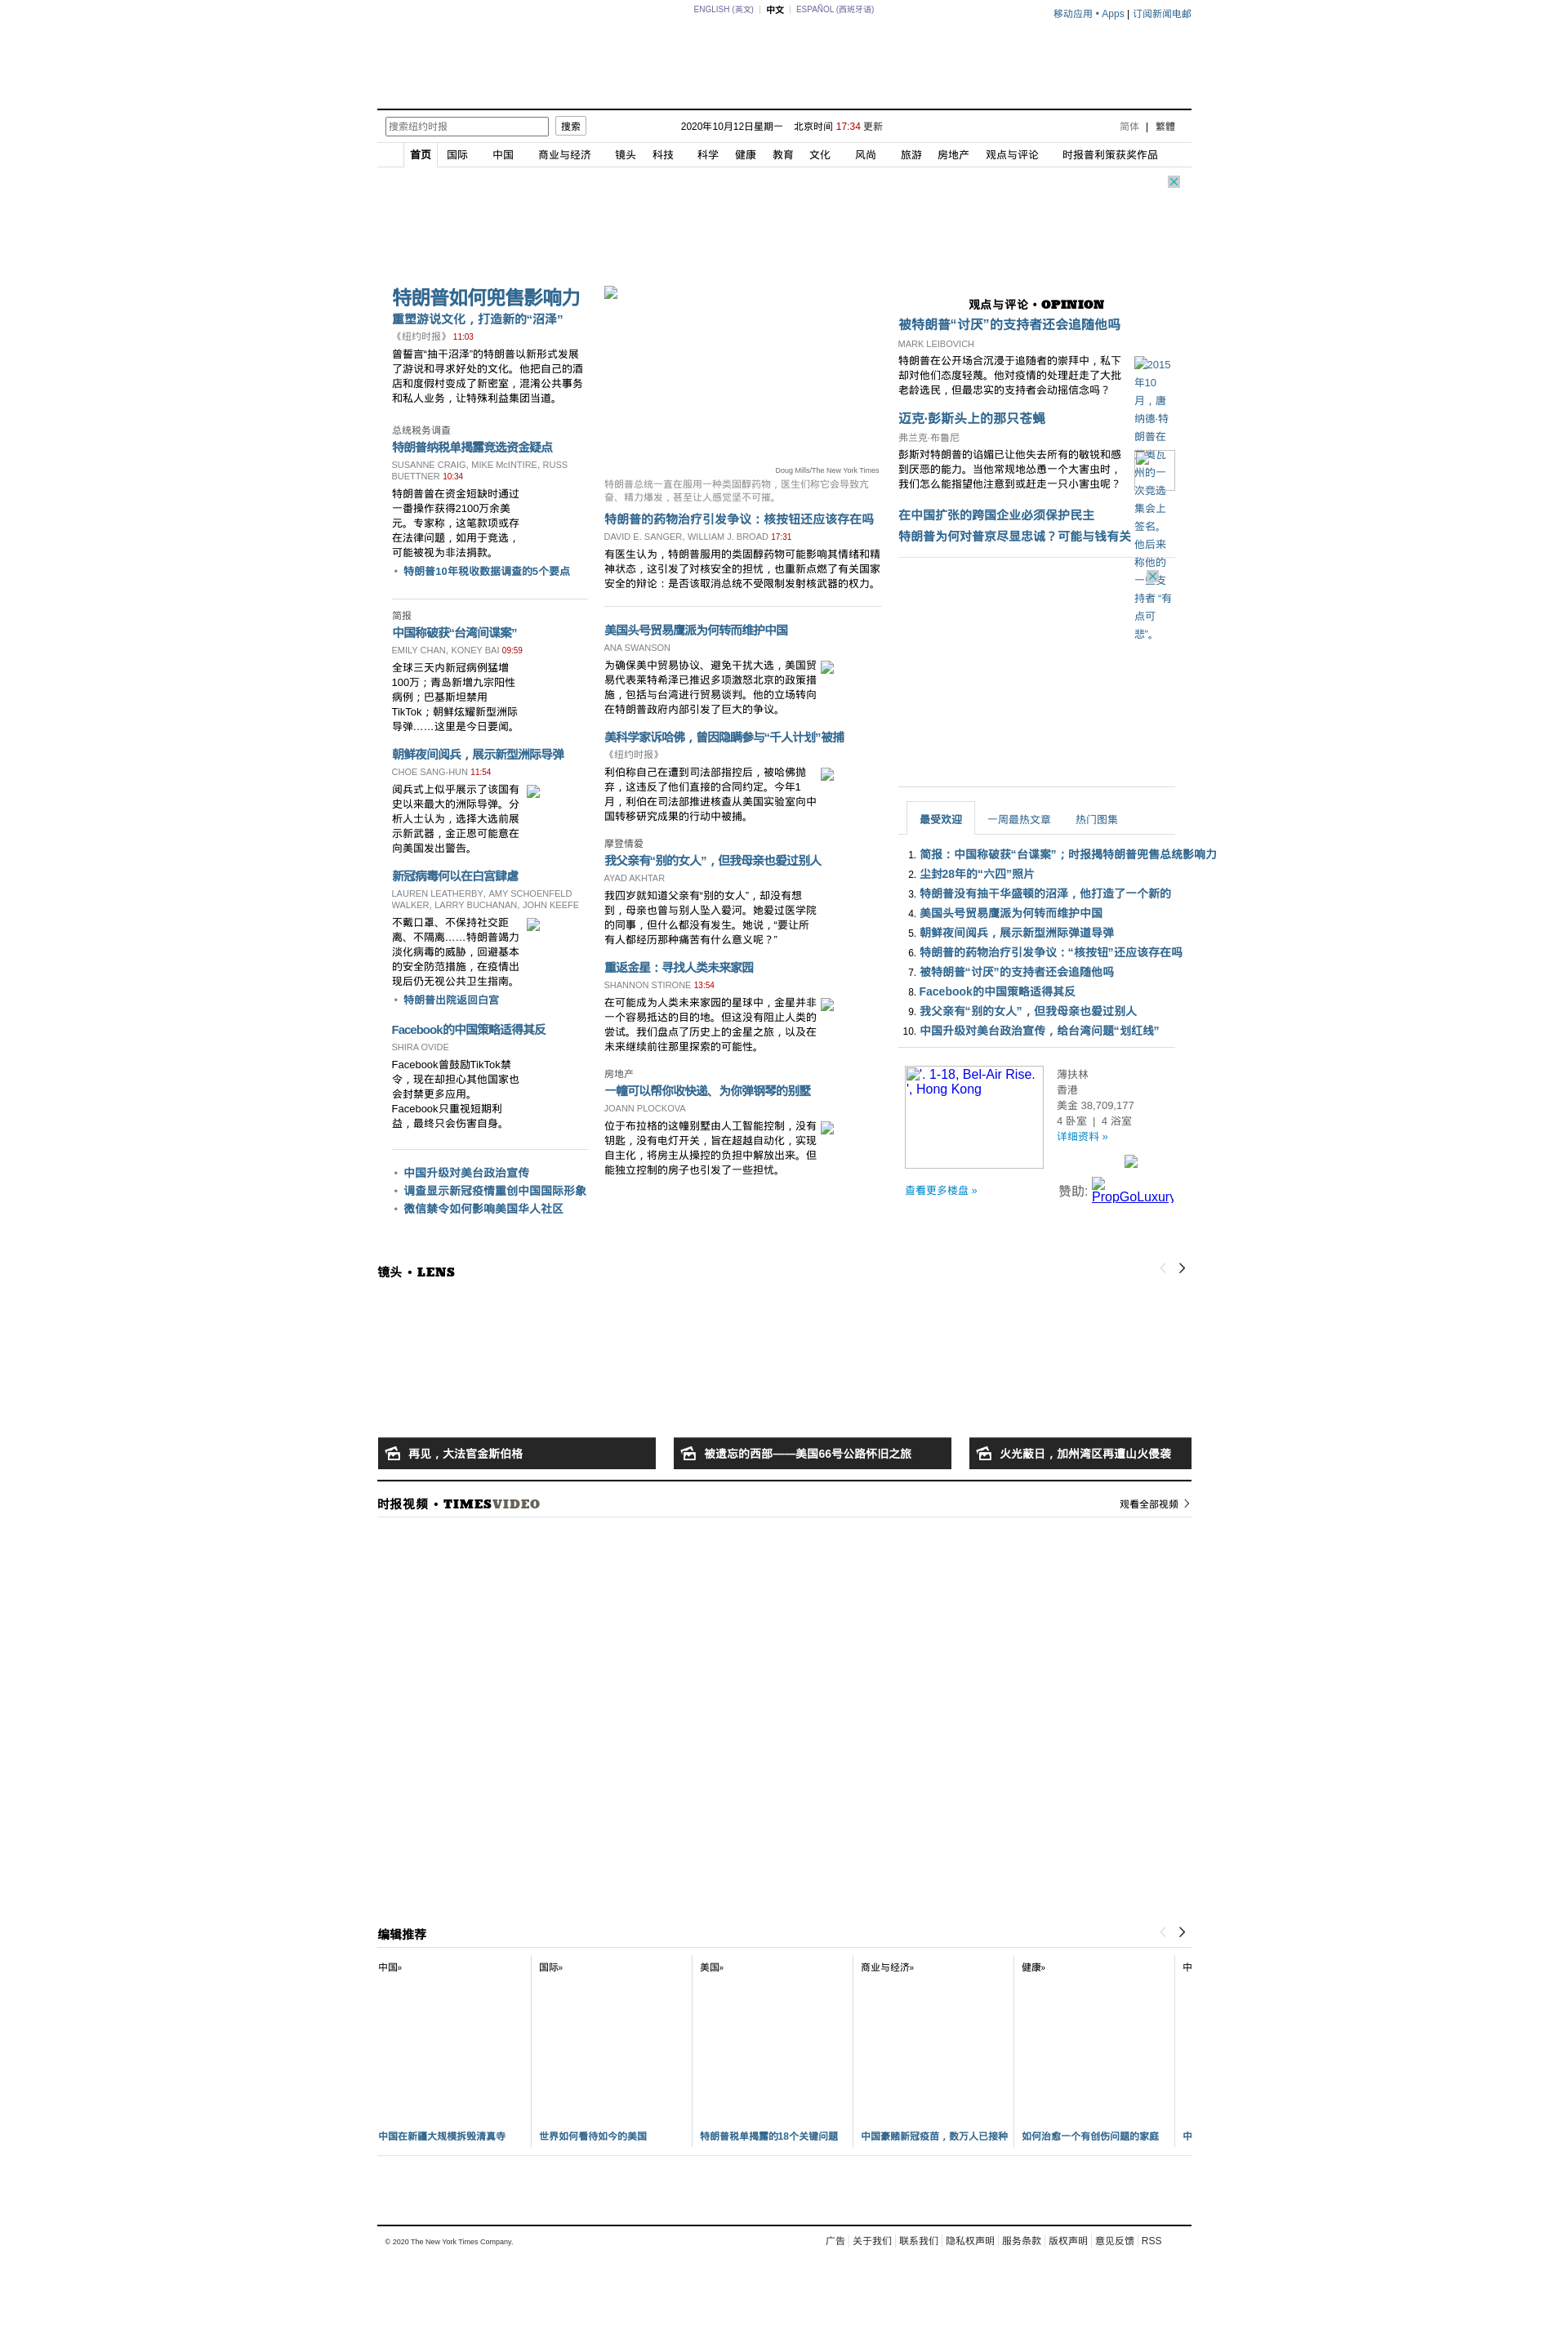 ENGLISH (英文) | 中文 | ESPAÑOL (西班牙语)
移动应用 • Apps | 订阅新闻电邮
搜索纽约时报 搜索
2020年10月12日星期一 北京时间 17:34 更新
简体 | 繁體
首页 国际 中国 商业与经济 镜头 科技 科学 健康 教育 文化 风尚 旅游 房地产 观点与评论 时报普利策获奖作品
特朗普如何兜售影响力
重塑游说文化，打造新的“沼泽”
《纽约时报》 11:03
曾誓言“抽干沼泽”的特朗普以新形式发展
了游说和寻求好处的文化。他把自己的酒
店和度假村变成了新密室，混淆公共事务
和私人业务，让特殊利益集团当道。
总统税务调查
特朗普纳税单揭露竞选资金疑点
SUSANNE CRAIG, MIKE McINTIRE, RUSS
BUETTNER 10:34
特朗普曾在资金短缺时通过
一番操作获得2100万余美
元。专家称，这笔款项或存
在法律问题，如用于竞选，
可能被视为非法捐款。
• 特朗普10年税收数据调查的5个要点
简报
中国称破获“台湾间谍案”
EMILY CHAN, KONEY BAI 09:59
全球三天内新冠病例猛增
100万；青岛新增九宗阳性
病例；巴基斯坦禁用
TikTok；朝鲜炫耀新型洲际
导弹……这里是今日要闻。
朝鲜夜间阅兵，展示新型洲际导弹
CHOE SANG-HUN 11:54
阅兵式上似乎展示了该国有
史以来最大的洲际导弹。分
析人士认为，选择大选前展
示新武器，金正恩可能意在
向美国发出警告。
新冠病毒何以在白宫肆虐
LAUREN LEATHERBY, AMY SCHOENFELD
WALKER, LARRY BUCHANAN, JOHN KEEFE
不戴口罩、不保持社交距
离、不隔离……特朗普竭力
淡化病毒的威胁，回避基本
的安全防范措施，在疫情出
现后仍无视公共卫生指南。
• 特朗普出院返回白宫
Facebook的中国策略适得其反
SHIRA OVIDE
Facebook曾鼓励TikTok禁
令，现在却担心其他国家也
会封禁更多应用。
Facebook只重视短期利
益，最终只会伤害自身。
• 中国升级对美台政治宣传
• 调查显示新冠疫情重创中国国际形象
• 微信禁令如何影响美国华人社区
Doug Mills/The New York Times
特朗普总统一直在服用一种类固醇药物，医生们称它会导致亢
奋、精力爆发，甚至让人感觉坚不可摧。
特朗普的药物治疗引发争议：核按钮还应该存在吗
DAVID E. SANGER, WILLIAM J. BROAD 17:31
有医生认为，特朗普服用的类固醇药物可能影响其情绪和精
神状态，这引发了对核安全的担忧，也重新点燃了有关国家
安全的辩论：是否该取消总统不受限制发射核武器的权力。
美国头号贸易鹰派为何转而维护中国
ANA SWANSON
为确保美中贸易协议、避免干扰大选，美国贸
易代表莱特希泽已推迟多项激怒北京的政策措
施，包括与台湾进行贸易谈判。他的立场转向
在特朗普政府内部引发了巨大的争议。
美科学家诉哈佛，曾因隐瞒参与“千人计划”被捕
《纽约时报》
利伯称自己在遭到司法部指控后，被哈佛抛
弃，这违反了他们直接的合同约定。今年1
月，利伯在司法部推进核查从美国实验室向中
国转移研究成果的行动中被捕。
摩登情爱
我父亲有“别的女人”，但我母亲也爱过别人
AYAD AKHTAR
我四岁就知道父亲有“别的女人”，却没有想
到，母亲也曾与别人坠入爱河。她爱过医学院
的同事，但什么都没有发生。她说，“要让所
有人都经历那种痛苦有什么意义呢？”
重返金星：寻找人类未来家园
SHANNON STIRONE 13:54
在可能成为人类未来家园的星球中，金星并非
一个容易抵达的目的地。但这没有阻止人类的
尝试。我们盘点了历史上的金星之旅，以及在
未来继续前往那里探索的可能性。
房地产
一幢可以帮你收快递、为你弹钢琴的别墅
JOANN PLOCKOVA
位于布拉格的这幢别墅由人工智能控制，没有
钥匙，没有电灯开关，旨在超越自动化，实现
自主化，将房主从操控的负担中解放出来。但
能独立控制的房子也引发了一些担忧。
观点与评论 • OPINION
被特朗普“讨厌”的支持者还会追随他吗
MARK LEIBOVICH
特朗普在公开场合沉浸于追随者的崇拜中，私下
却对他们态度轻蔑。他对疫情的处理赶走了大批
老龄选民，但最忠实的支持者会动摇信念吗？
2015
年10
月，唐
纳德·特
朗普在
州的一
次竞选
集会上
签名。
他后来
称他的
一些支
持者 “有
点可
悲”。
迈克·彭斯头上的那只苍蝇
弗兰克·布鲁尼
彭斯对特朗普的谄媚已让他失去所有的敏锐和感
到厌恶的能力。当他常规地怂恿一个大害虫时，
我们怎么能指望他注意到或赶走一只小害虫呢？
在中国扩张的跨国企业必须保护民主
特朗普为何对普京尽显忠诚？可能与钱有关
最受欢迎 一周最热文章 热门图集
1. 简报：中国称破获“台谍案”；时报揭特朗普兜售总统影响力
2. 尘封28年的“六四”照片
3. 特朗普没有抽干华盛顿的沼泽，他打造了一个新的
4. 美国头号贸易鹰派为何转而维护中国
5. 朝鲜夜间阅兵，展示新型洲际弹道导弹
6. 特朗普的药物治疗引发争议：“核按钮”还应该存在吗
7. 被特朗普“讨厌”的支持者还会追随他吗
8. Facebook的中国策略适得其反
9. 我父亲有“别的女人”，但我母亲也爱过别人
10. 中国升级对美台政治宣传，给台湾问题“划红线”
'. 1-18, Bel-Air Rise.
', Hong Kong
薄扶林
香港
美金 38,709,177
4 卧室 | 4 浴室
详细资料 »
查看更多楼盘 »
赞助: PropGoLuxury
镜头 • LENS
再见，大法官金斯伯格
被遗忘的西部——美国66号公路怀旧之旅
火光蔽日，加州湾区再遭山火侵袭
时报视频 • TIMESVIDEO
观看全部视频
编辑推荐
中国» 国际» 美国» 商业与经济» 健康» 中
中国在新疆大规模拆毁清真寺 世界如何看待如今的美国 特朗普税单揭露的18个关键问题 中国豪赌新冠疫苗，数万人已接种 如何治愈一个有创伤问题的家庭 中
© 2020 The New York Times Company.
广告 关于我们 联系我们 隐私权声明 服务条款 版权声明 意见反馈 RSS